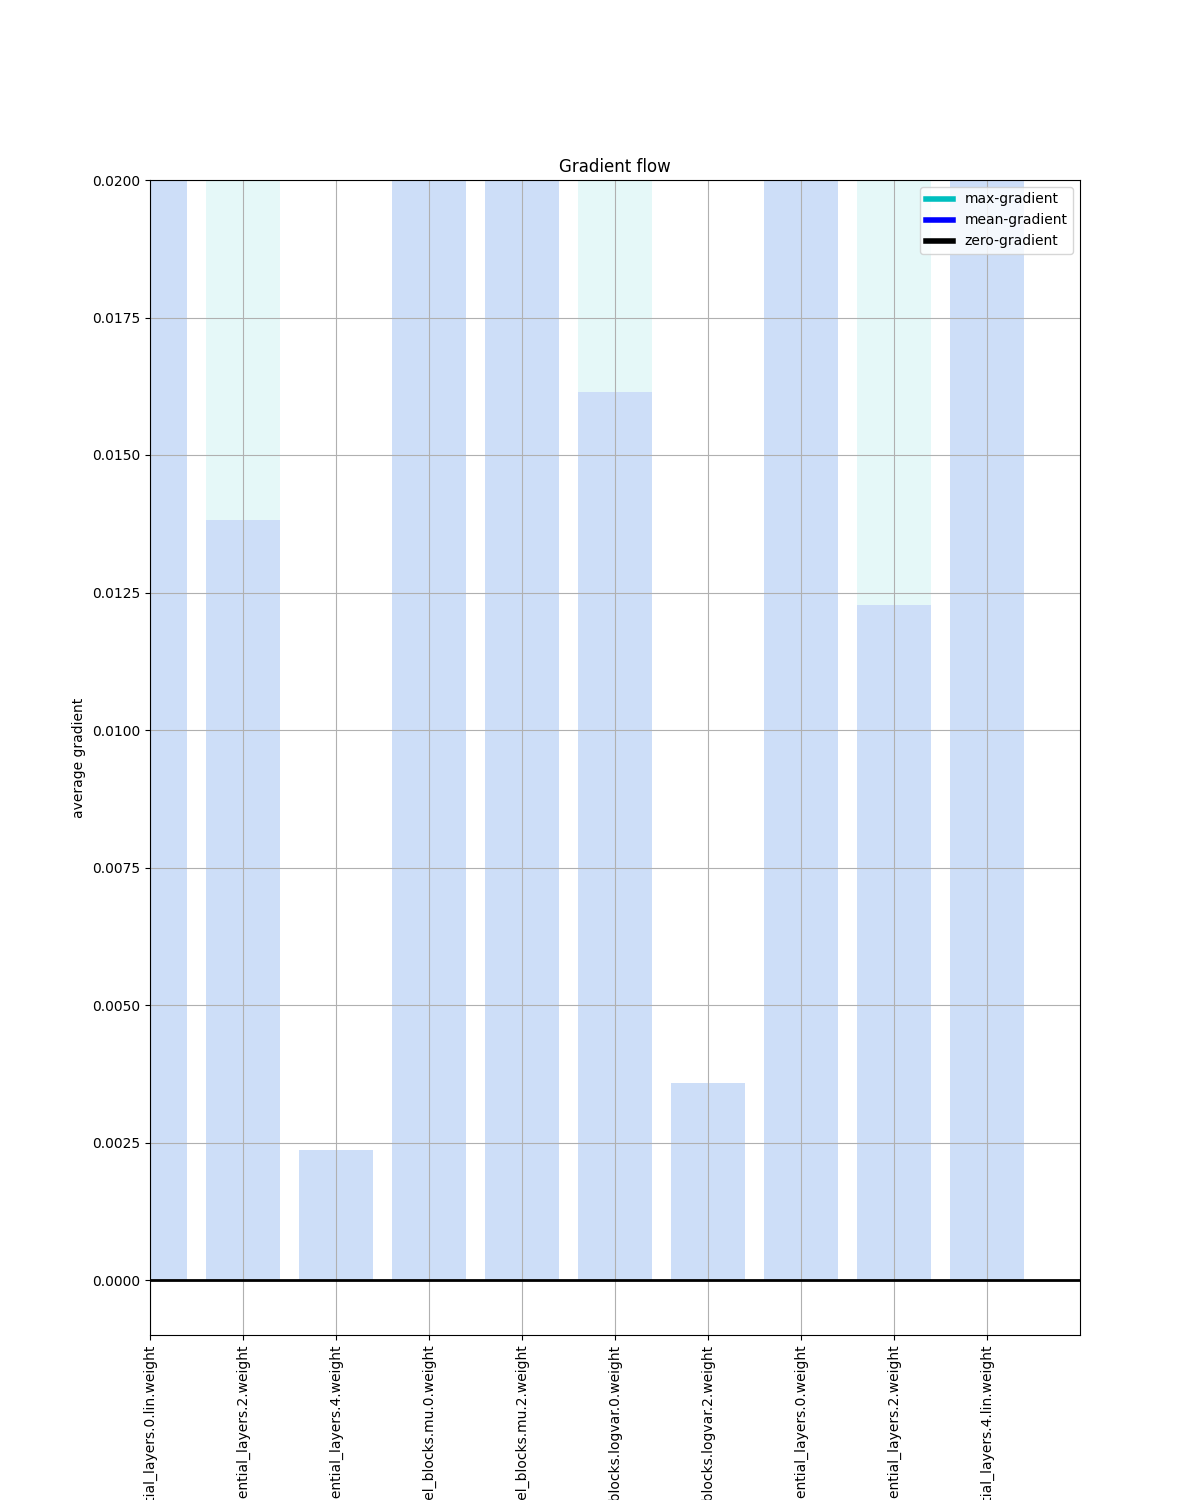 Gradient flow
max-gradient
mean-gradient
zero-gradient
0.0200
0.0175
0.0150
0.0125
0.0100
0.0075
0.0050
0.0025
0.0000
average gradient
tial_layers.0.lin.weight
ential_layers.2.weight
ential_layers.4.weight
el_blocks.mu.0.weight
el_blocks.mu.2.weight
blocks.logvar.0.weight
blocks.logvar.2.weight
ential_layers.0.weight
ential_layers.2.weight
tial_layers.4.lin.weight